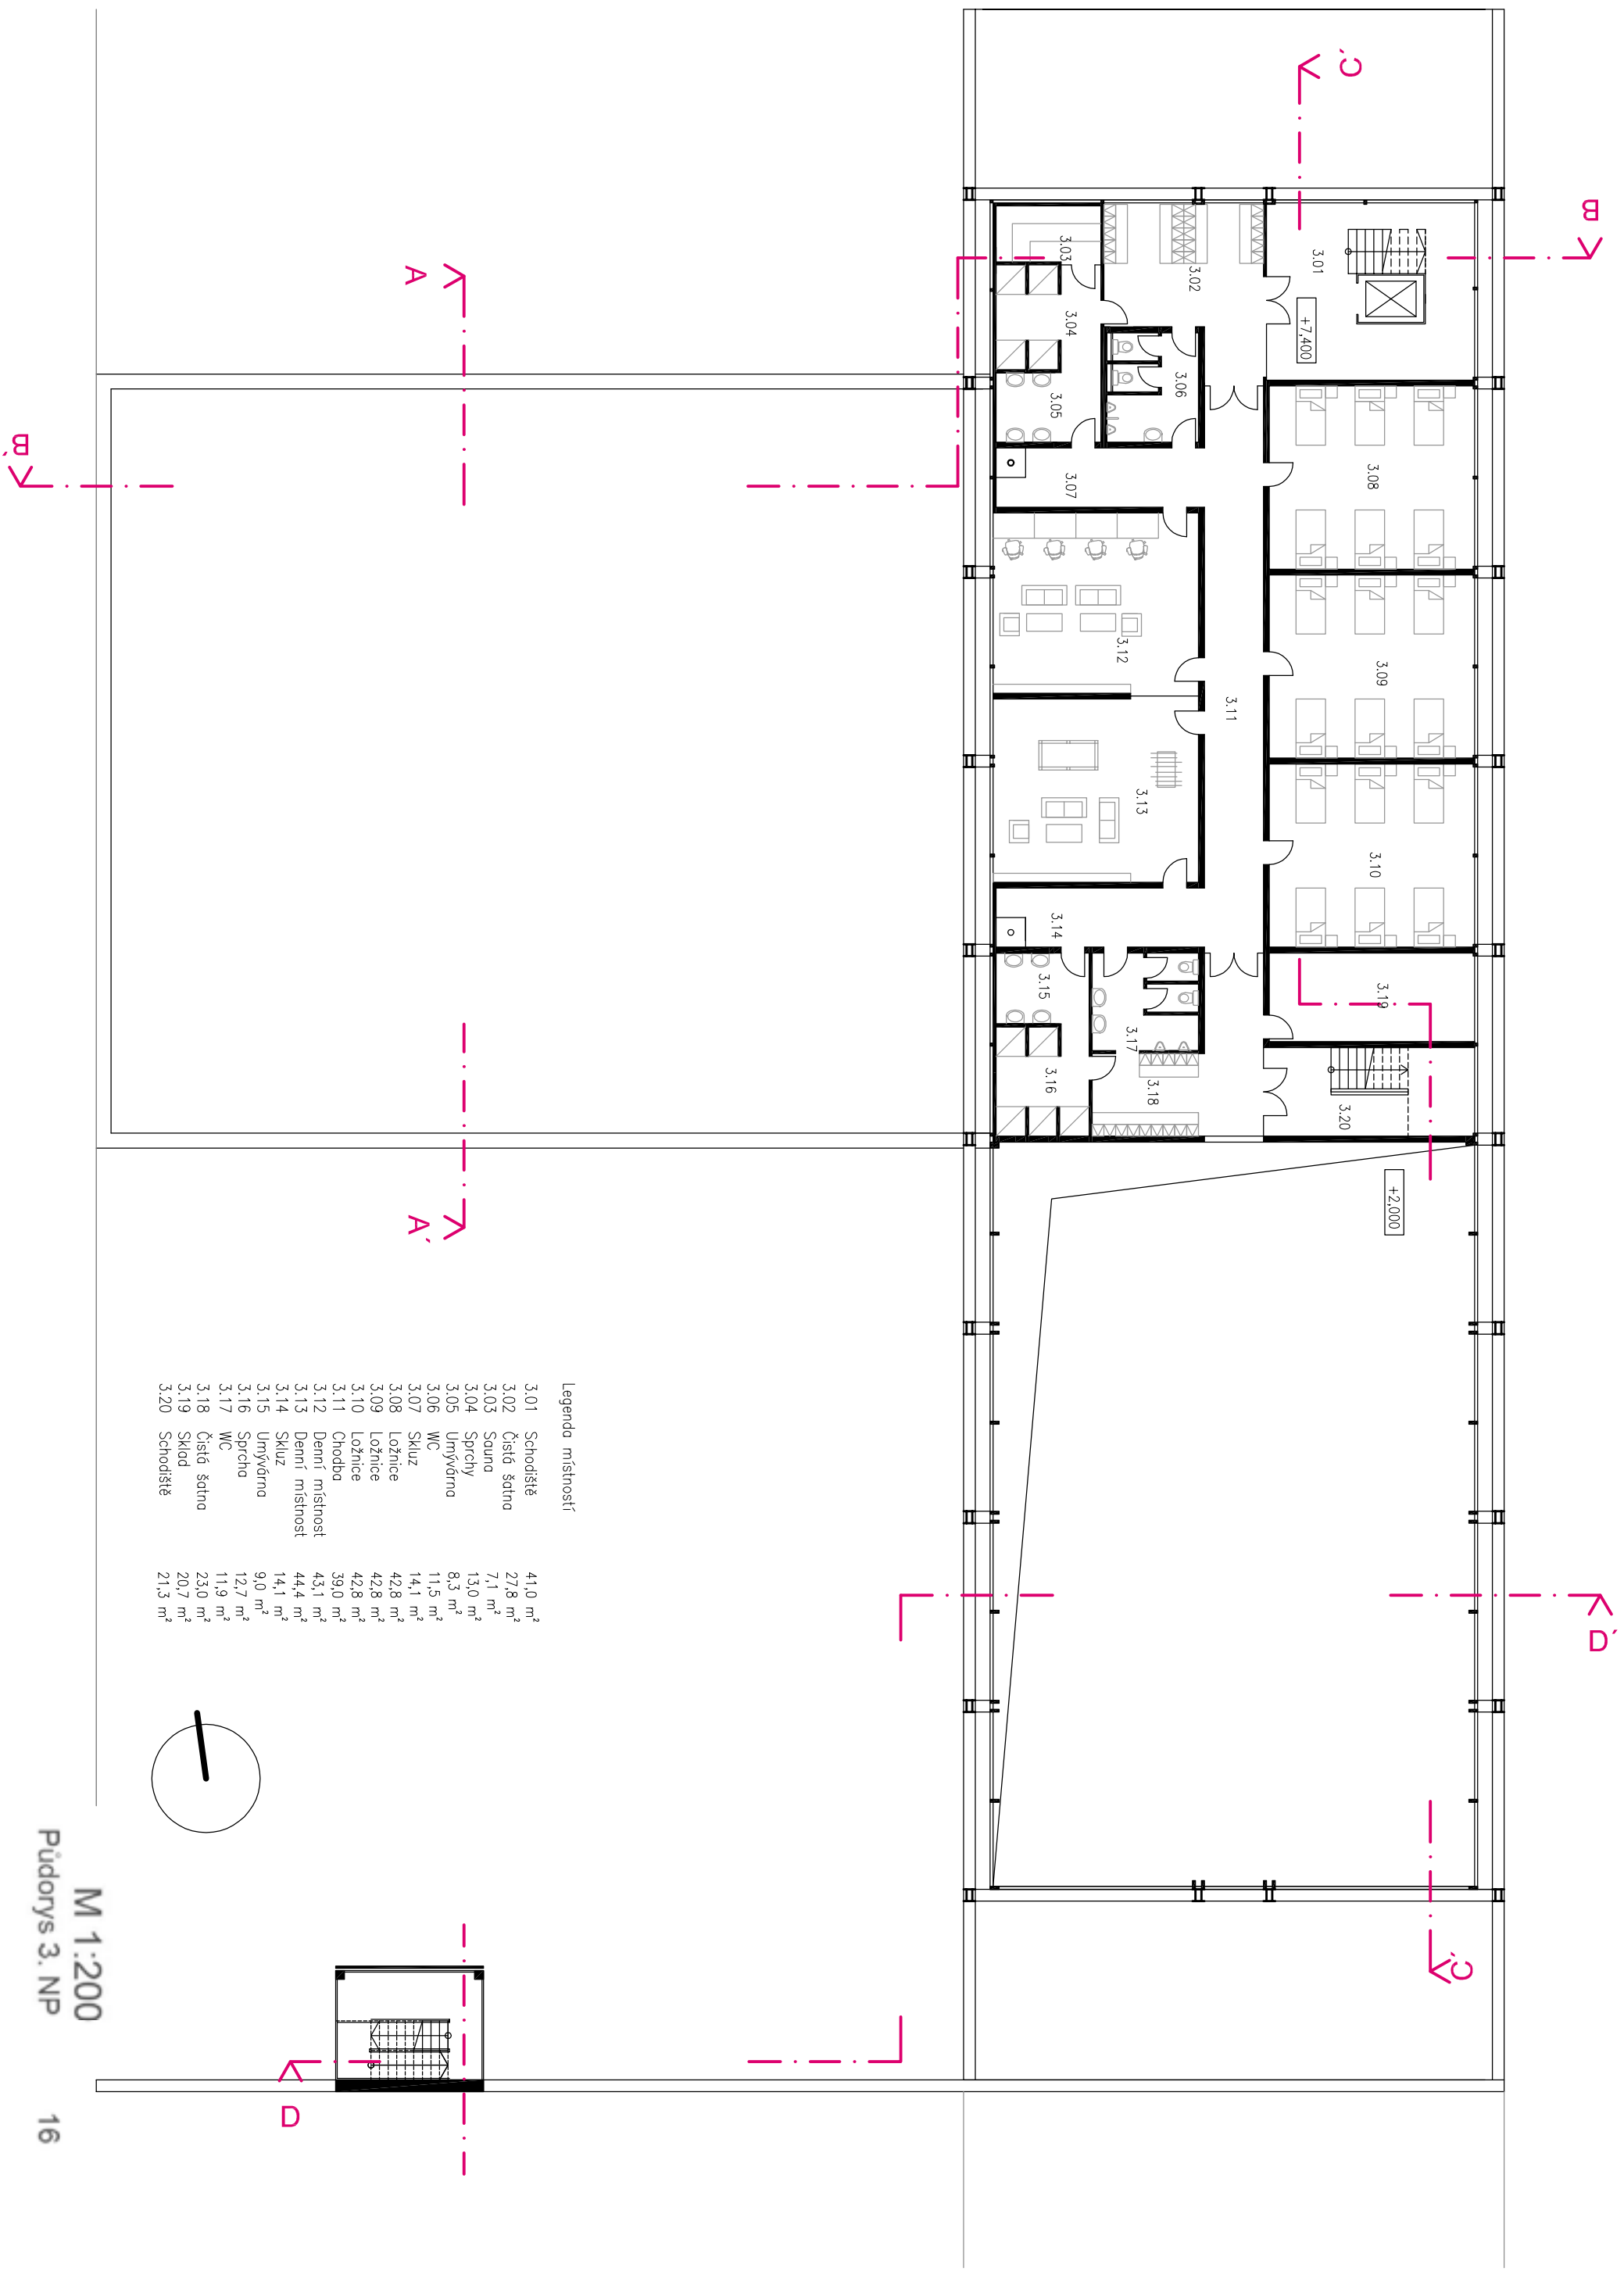 C´
B
3.01
+7,400
3.02
3.03
3.04
3.05
3.06
3.07
3.08
3.09
3.10
3.11
3.12
3.13
3.14
3.15
3.16
3.17
3.18
3.19
3.20
+2,000
A
A´
B´
C´
D´
D
Legenda místností
3.01 Schodiště 41,0 m²
3.02 Čistá šatna 27,8 m²
3.03 Sauna 7,1 m²
3.04 Sprchy 13,0 m²
3.05 Umývárna 8,3 m²
3.06 WC 11,5 m²
3.07 Skluz 14,1 m²
3.08 Ložnice 42,8 m²
3.09 Ložnice 42,8 m²
3.10 Ložnice 42,8 m²
3.11 Chodba 39,0 m²
3.12 Denní místnost 43,1 m²
3.13 Denní místnost 44,4 m²
3.14 Skluz 14,1 m²
3.15 Umývárna 9,0 m²
3.16 Sprcha 12,7 m²
3.17 WC 11,9 m²
3.18 Čistá šatna 23,0 m²
3.19 Sklad 20,7 m²
3.20 Schodiště 21,3 m²
M 1:200
Půdorys 3. NP 16